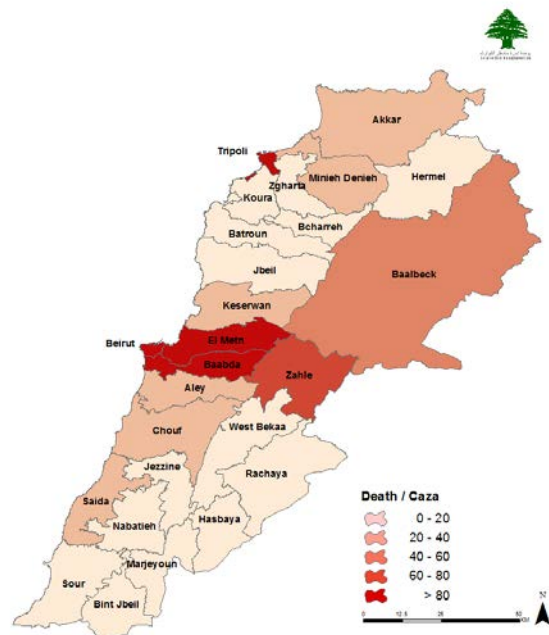 Akkar
Tripoli
Zgharta
Minieh Denieh
Hermel
Koura
Bcharreh
Batroun
Jbeil
Baalbeck
Keserwan
Beirut
El Metn
Baabda
Zahle
Aley
West Bekaa
Chouf
Jezzine
Rachaya
Saida
Nabatieh
Hasbaya
Marjeyoun
Sour
Bint Jbeil
Death / Caza
0 - 20
20 - 40
40 - 60
60 - 80
> 80
N
KM